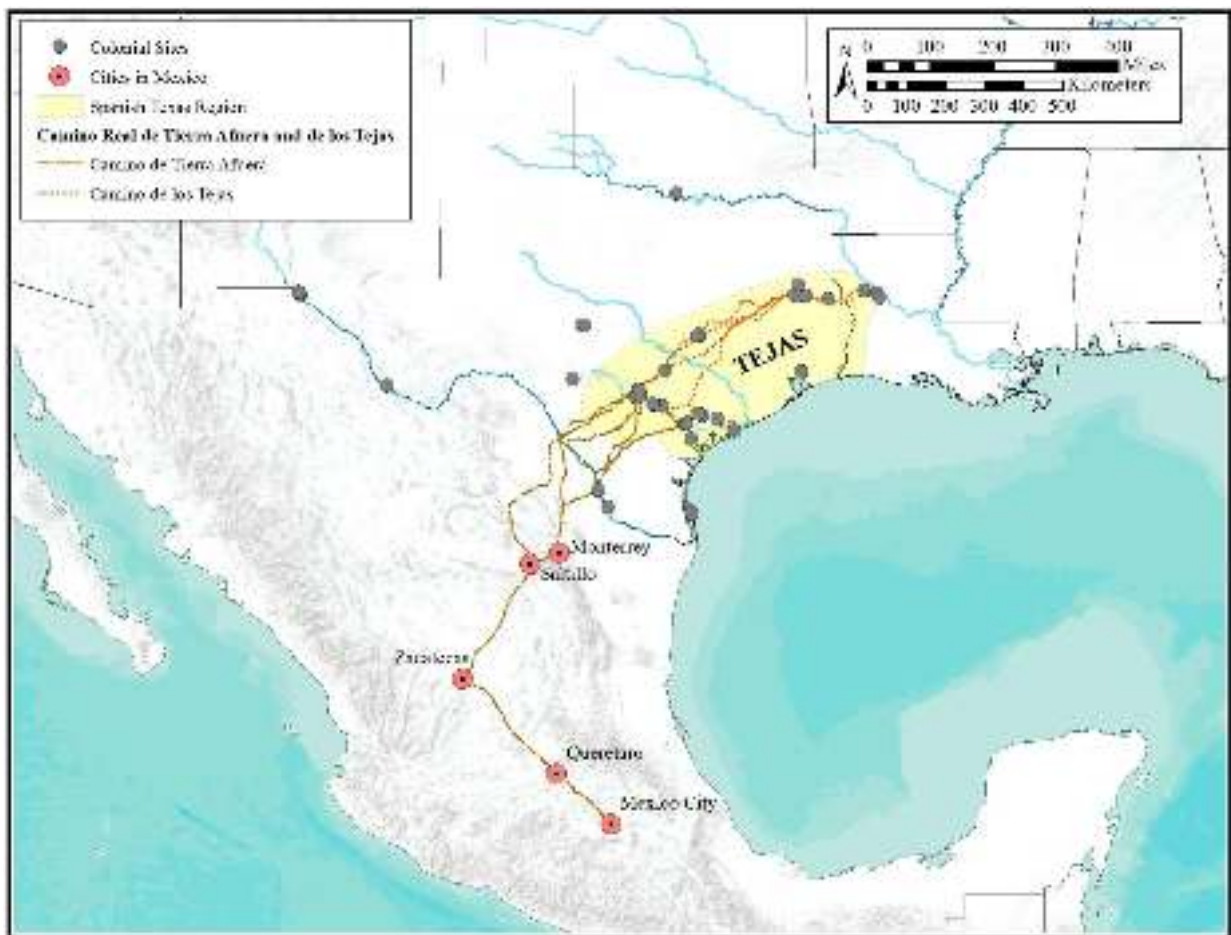 Colonial Sites
Cities in Mexico
Spanish Texas Region
Camino Real de Tierra Afuera and de los Tejas
Camino de Tierra Afuera
Camino de los Tejas
N
0 100 200 300 400
Miles
Kilometers
0 100 200 300 400 500
TEJAS
Monterrey
Saltillo
Zacatecas
Queretaro
Mexico City